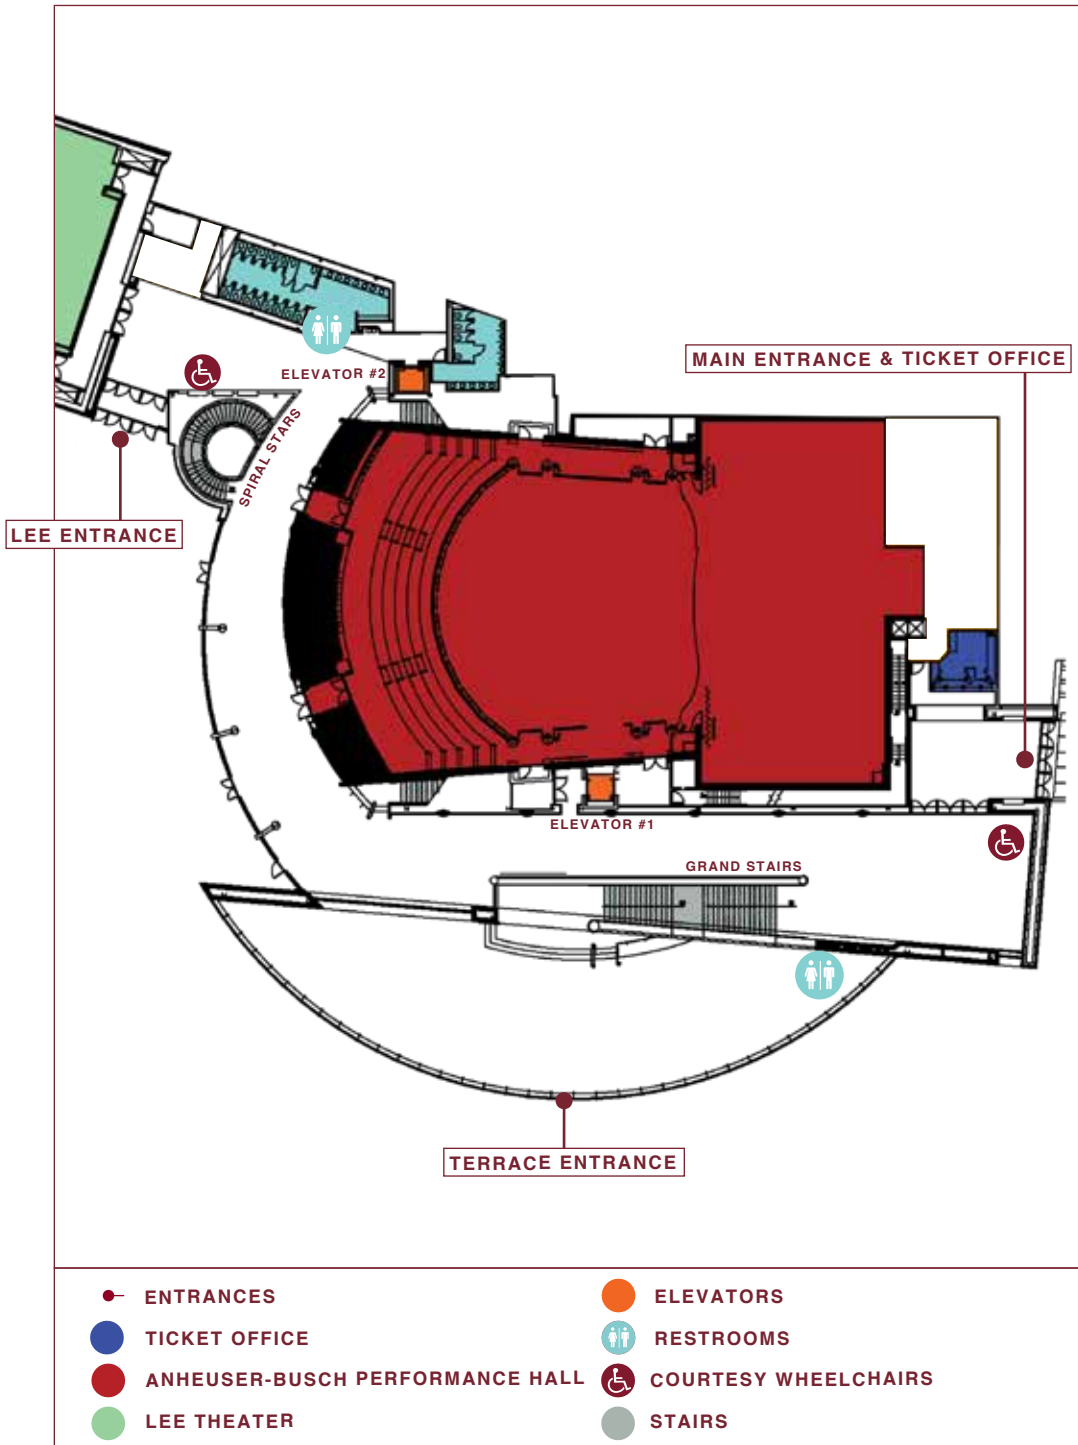 MAIN ENTRANCE & TICKET OFFICE
ELEVATOR #2
SPIRAL STARS
LEE ENTRANCE
ELEVATOR #1
GRAND STAIRS
TERRACE ENTRANCE
ENTRANCES
TICKET OFFICE
ANHEUSER-BUSCH PERFORMANCE HALL
LEE THEATER
ELEVATORS
RESTROOMS
COURTESY WHEELCHAIRS
STAIRS